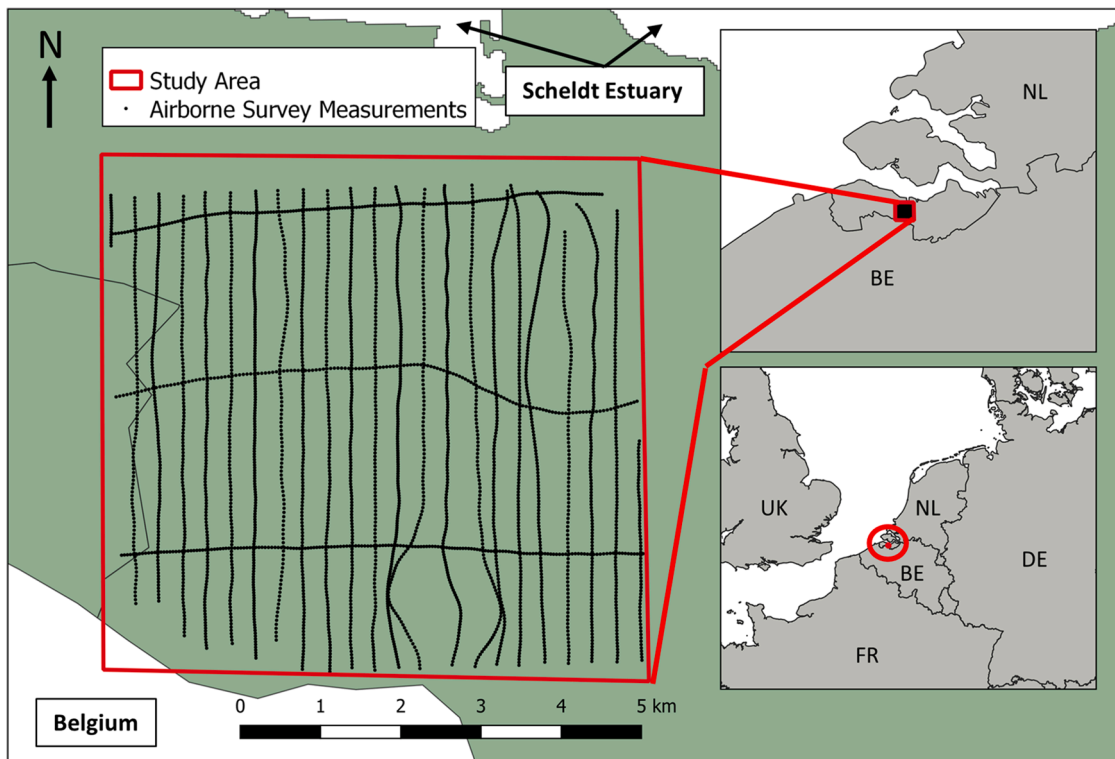 N
Study Area
Airborne Survey Measurements
Scheldt Estuary
NL
BE
UK
NL
BE
DE
FR
Belgium
0 1 2 3 4 5 km